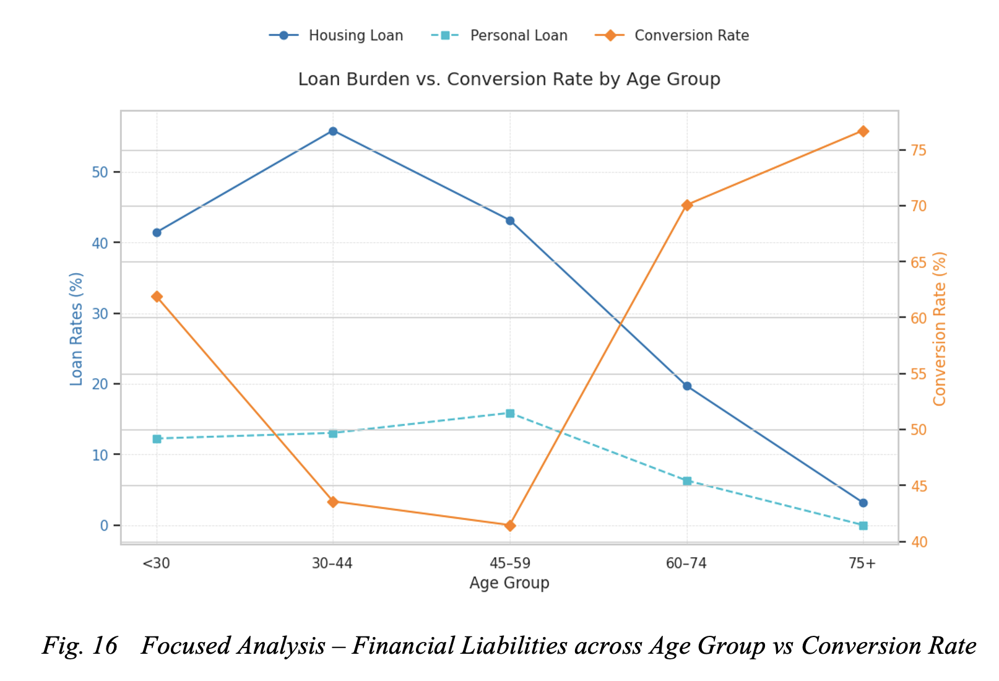 Housing Loan Personal Loan Conversion Rate
Loan Burden vs. Conversion Rate by Age Group
Loan Rates (%)
50
40
30
20
10
0
75
70
65
60
55
50
45
40
Conversion Rate (%)
<30 30–44 45–59 60–74 75+
Age Group
Fig. 16 Focused Analysis – Financial Liabilities across Age Group vs Conversion Rate